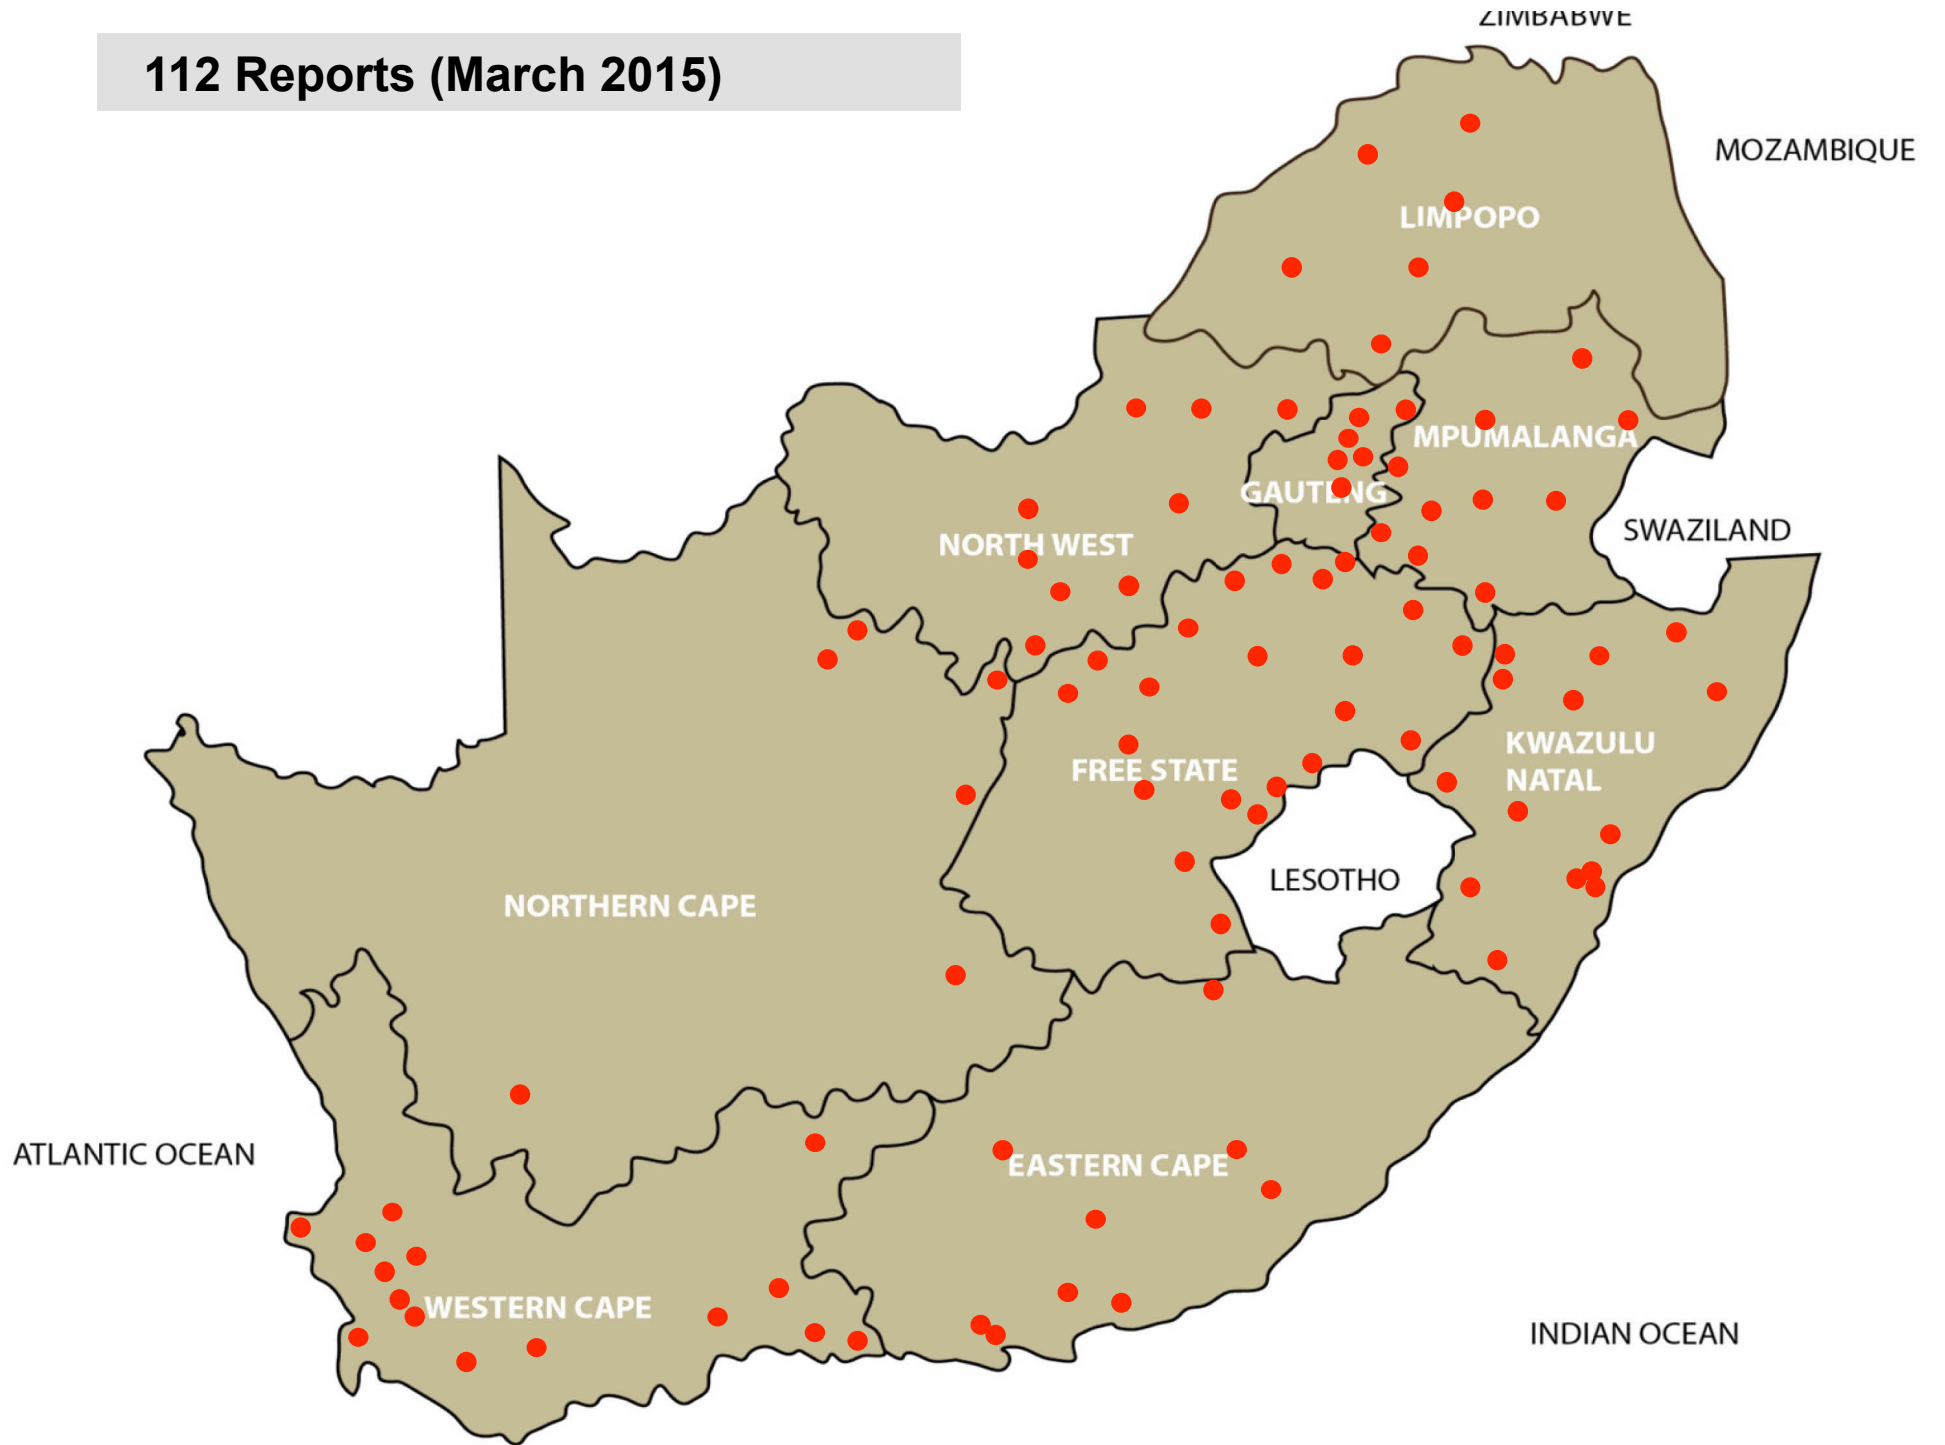 ZIMBABWE
112 Reports (March 2015)
MOZAMBIQUE
LIMPOPO
MPUMALANGA
GAUTENG
SWAZILAND
NORTH WEST
KWAZULU
NATAL
FREE STATE
LESOTHO
NORTHERN CAPE
ATLANTIC OCEAN
EASTERN CAPE
WESTERN CAPE
INDIAN OCEAN